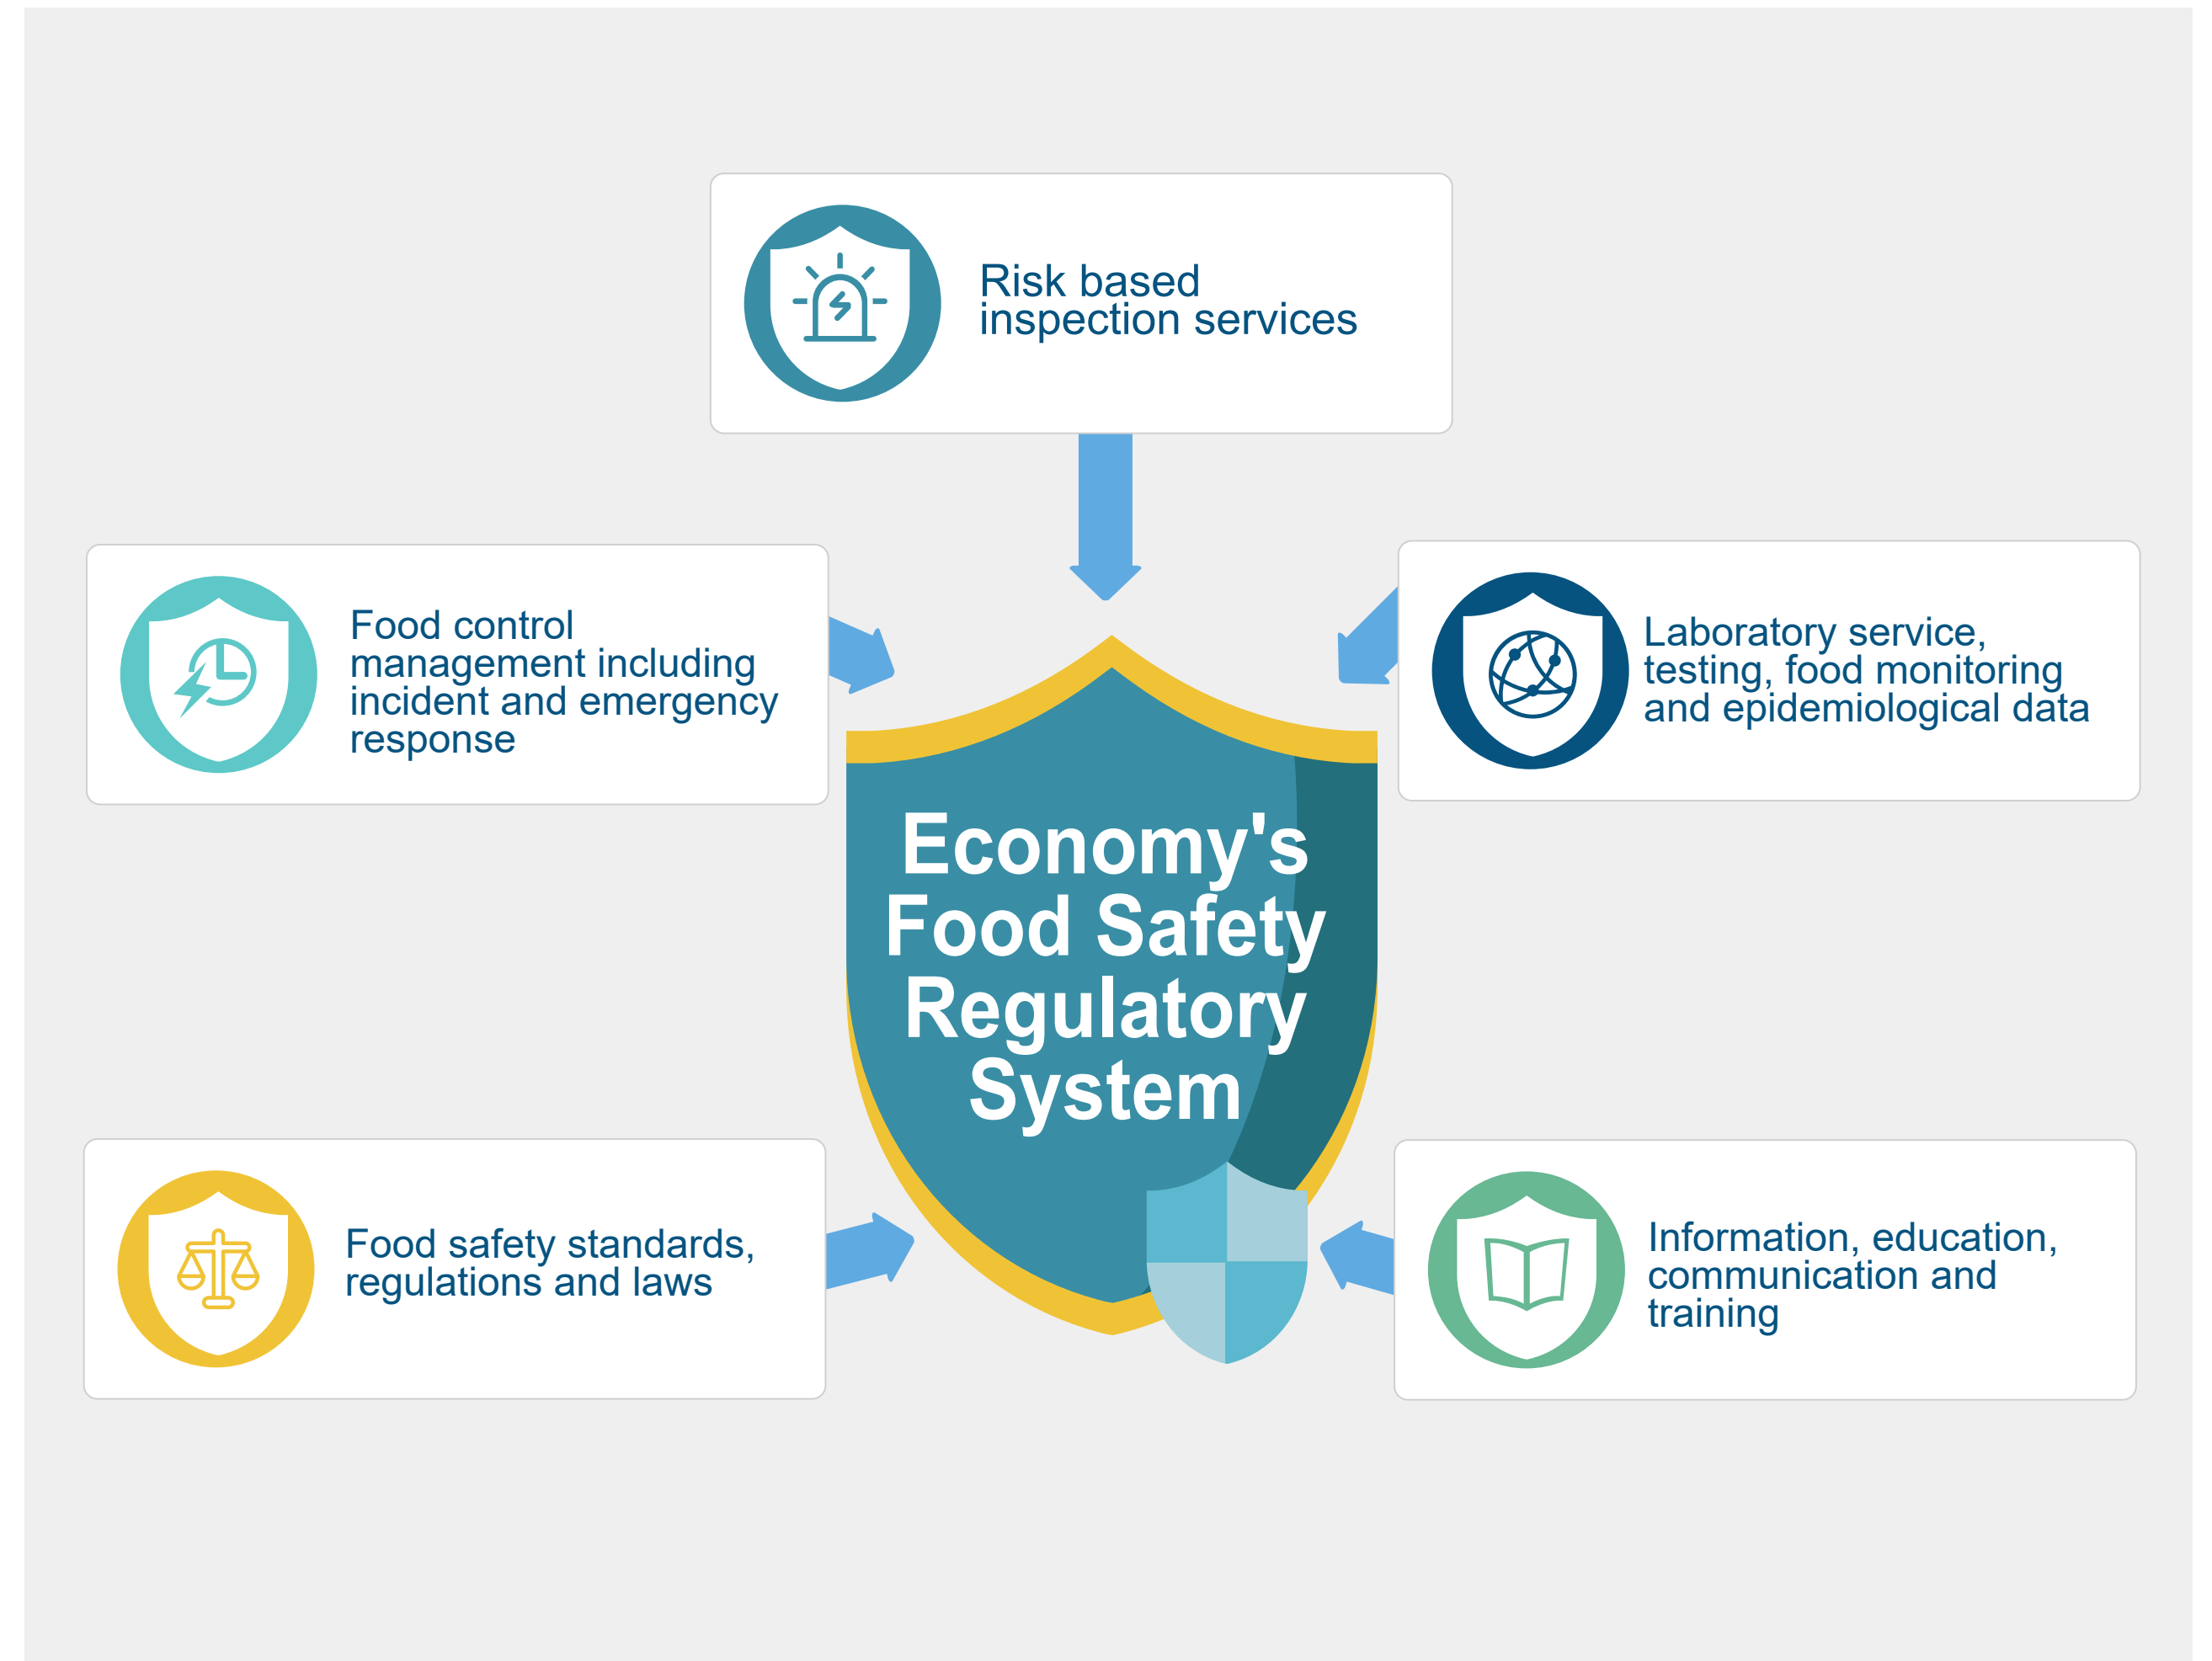 Risk based
inspection services
Food control
management including
incident and emergency
response
Laboratory service,
testing, food monitoring
and epidemiological data
Economy's
Food Safety
Regulatory
System
Food safety standards,
regulations and laws
Information, education,
communication and
training